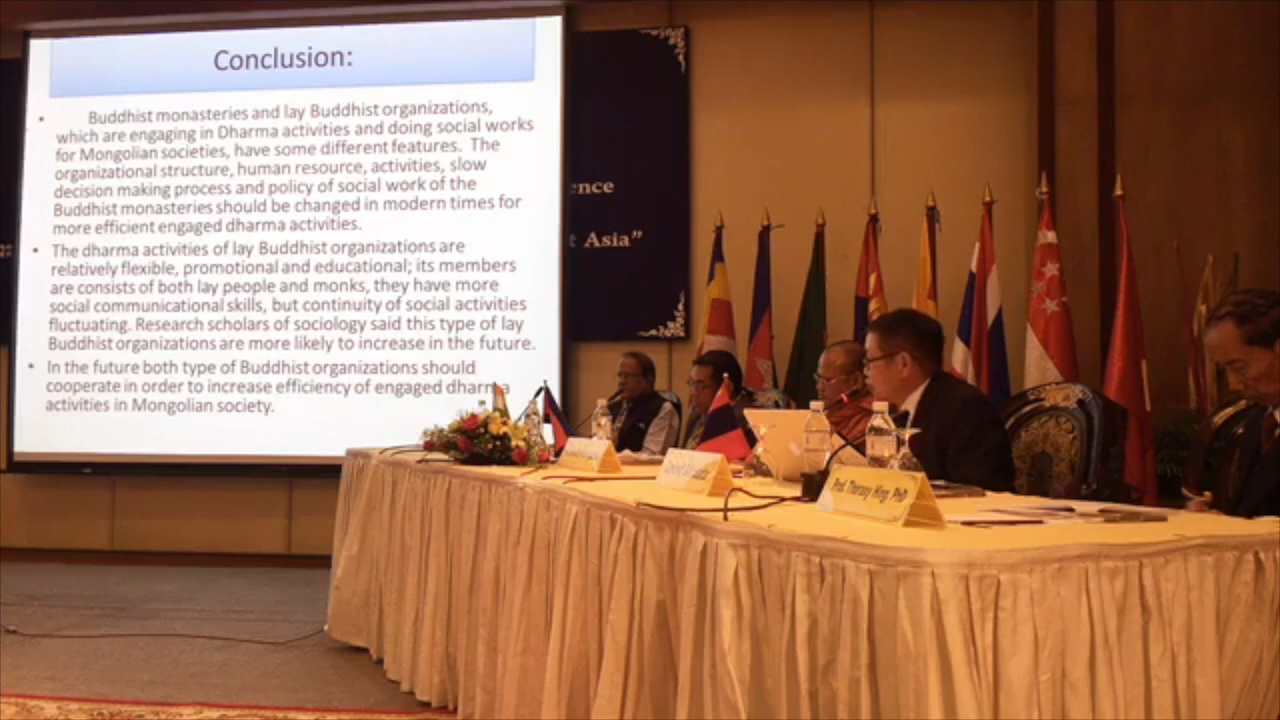 Conclusion:
• Buddhist monasteries and lay Buddhist organizations,
which are engaging in Dharma activities and doing social works
for Mongolian societies, have some different features. The
organizational structure, human resource, activities, slow
decision making process and policy of social work of the
Buddhist monasteries should be changed in modern times for
more efficient engaged dharma activities.
• The dharma activities of lay Buddhist organizations are
relatively flexible, promotional and educational; its members
are consists of both lay people and monks, they have more
social communicational skills, but continuity of social activities
fluctuating. Research scholars of sociology said this type of lay
Buddhist organizations are more likely to increase in the future.
• In the future both type of Buddhist organizations should
cooperate in order to increase efficiency of engaged dharma
activities in Mongolian society.
ence
Asia”
Prof. Tharasy Hing, PhD